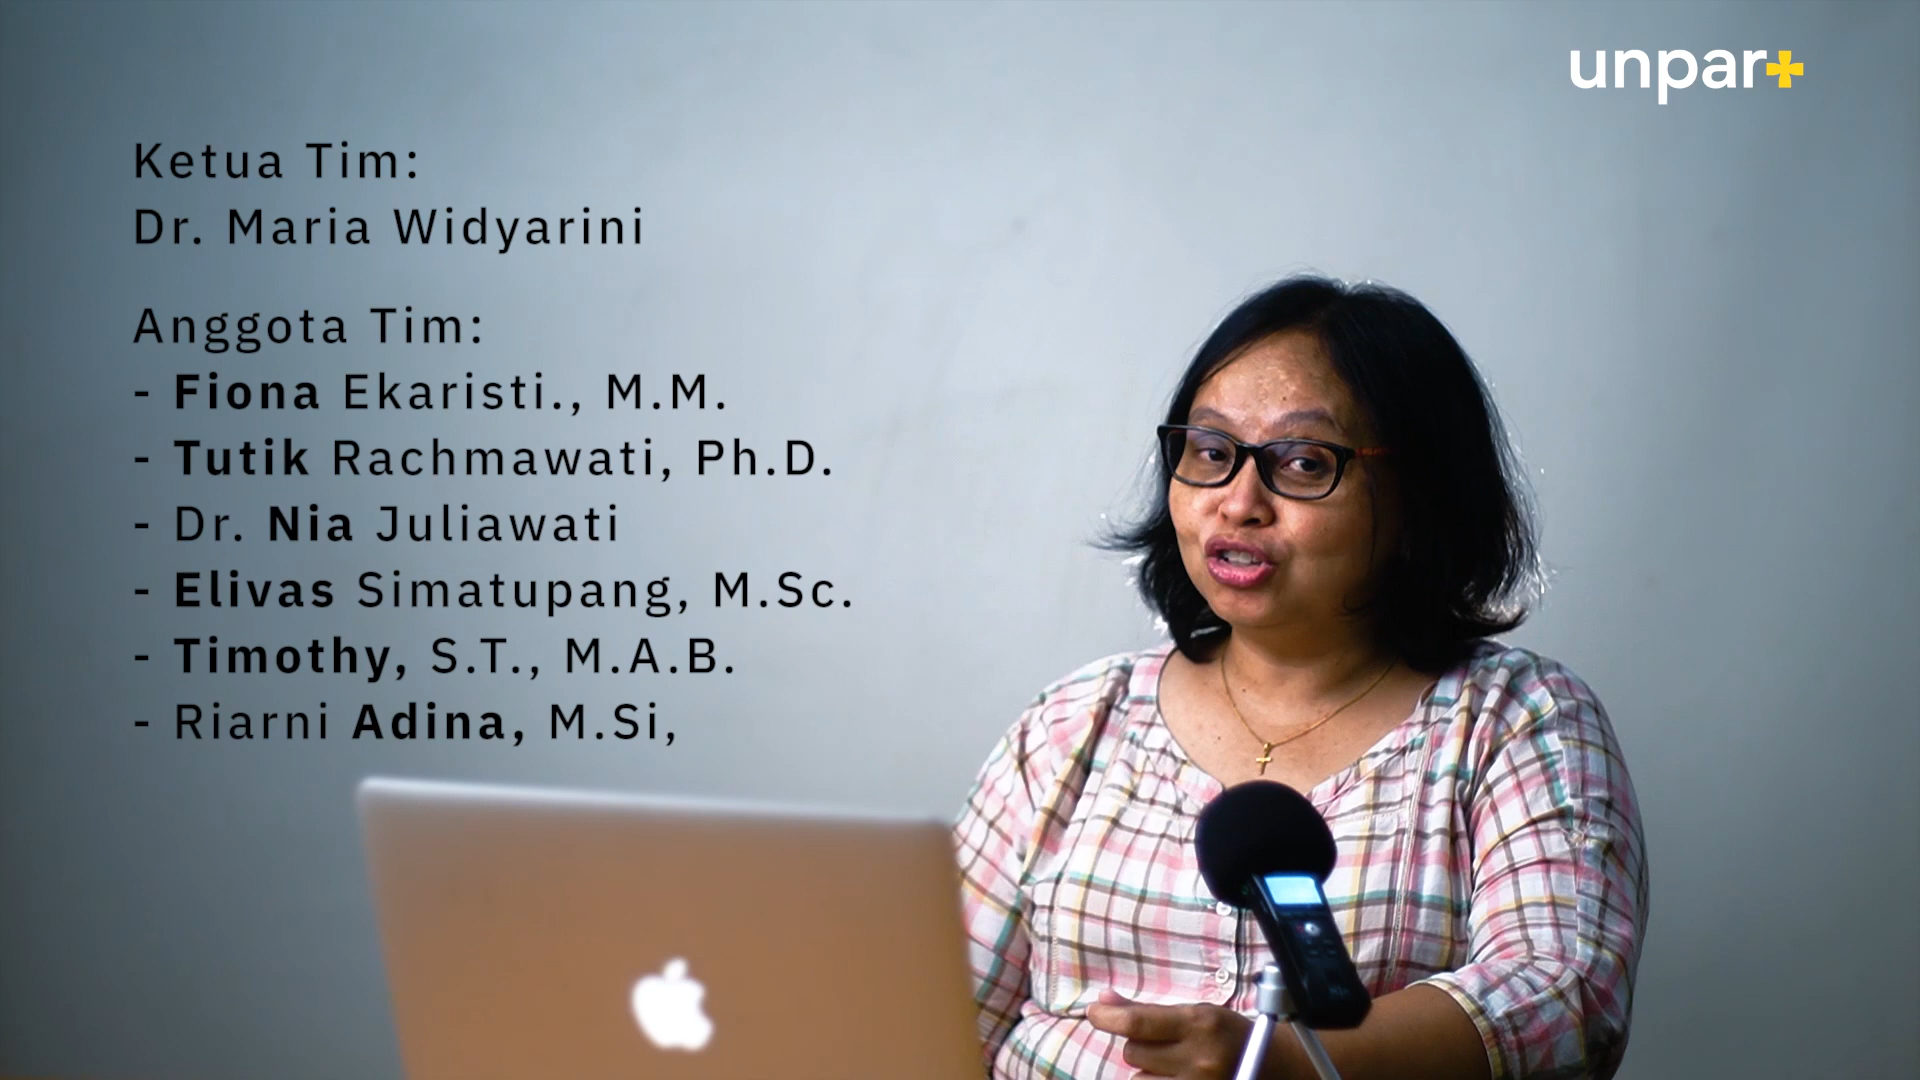 unpar+
Ketua Tim:
Dr. Maria Widyarini
Anggota Tim:
- Fiona Ekaristi., M.M.
- Tutik Rachmawati, Ph.D.
- Dr. Nia Juliawati
- Elivas Simatupang, M.Sc.
- Timothy, S.T., M.A.B.
- Riarni Adina, M.Si,